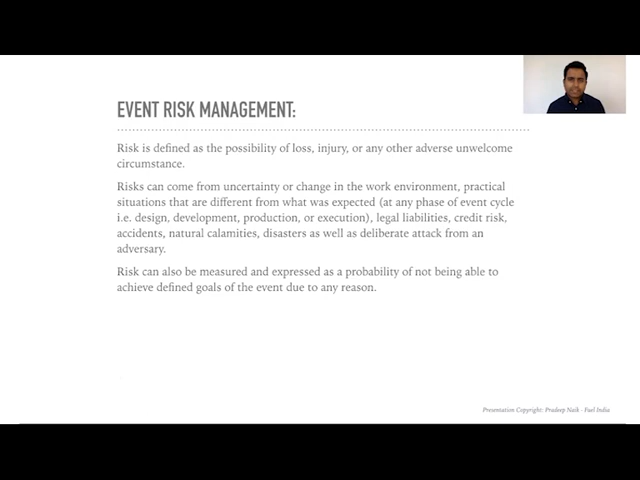 EVENT RISK MANAGEMENT:
Risk is defined as the possibility of loss, injury, or any other adverse unwelcome
circumstance.
Risks can come from uncertainty or change in the work environment, practical
situations that are different from what was expected (at any phase of event cycle
i.e. design, development, production, or execution), legal liabilities, credit risk,
accidents, natural calamities, disasters as well as deliberate attack from an
adversary.
Risk can also be measured and expressed as a probability of not being able to
achieve defined goals of the event due to any reason.
Presentation Copyright: Pradeep Naik - Fuel India